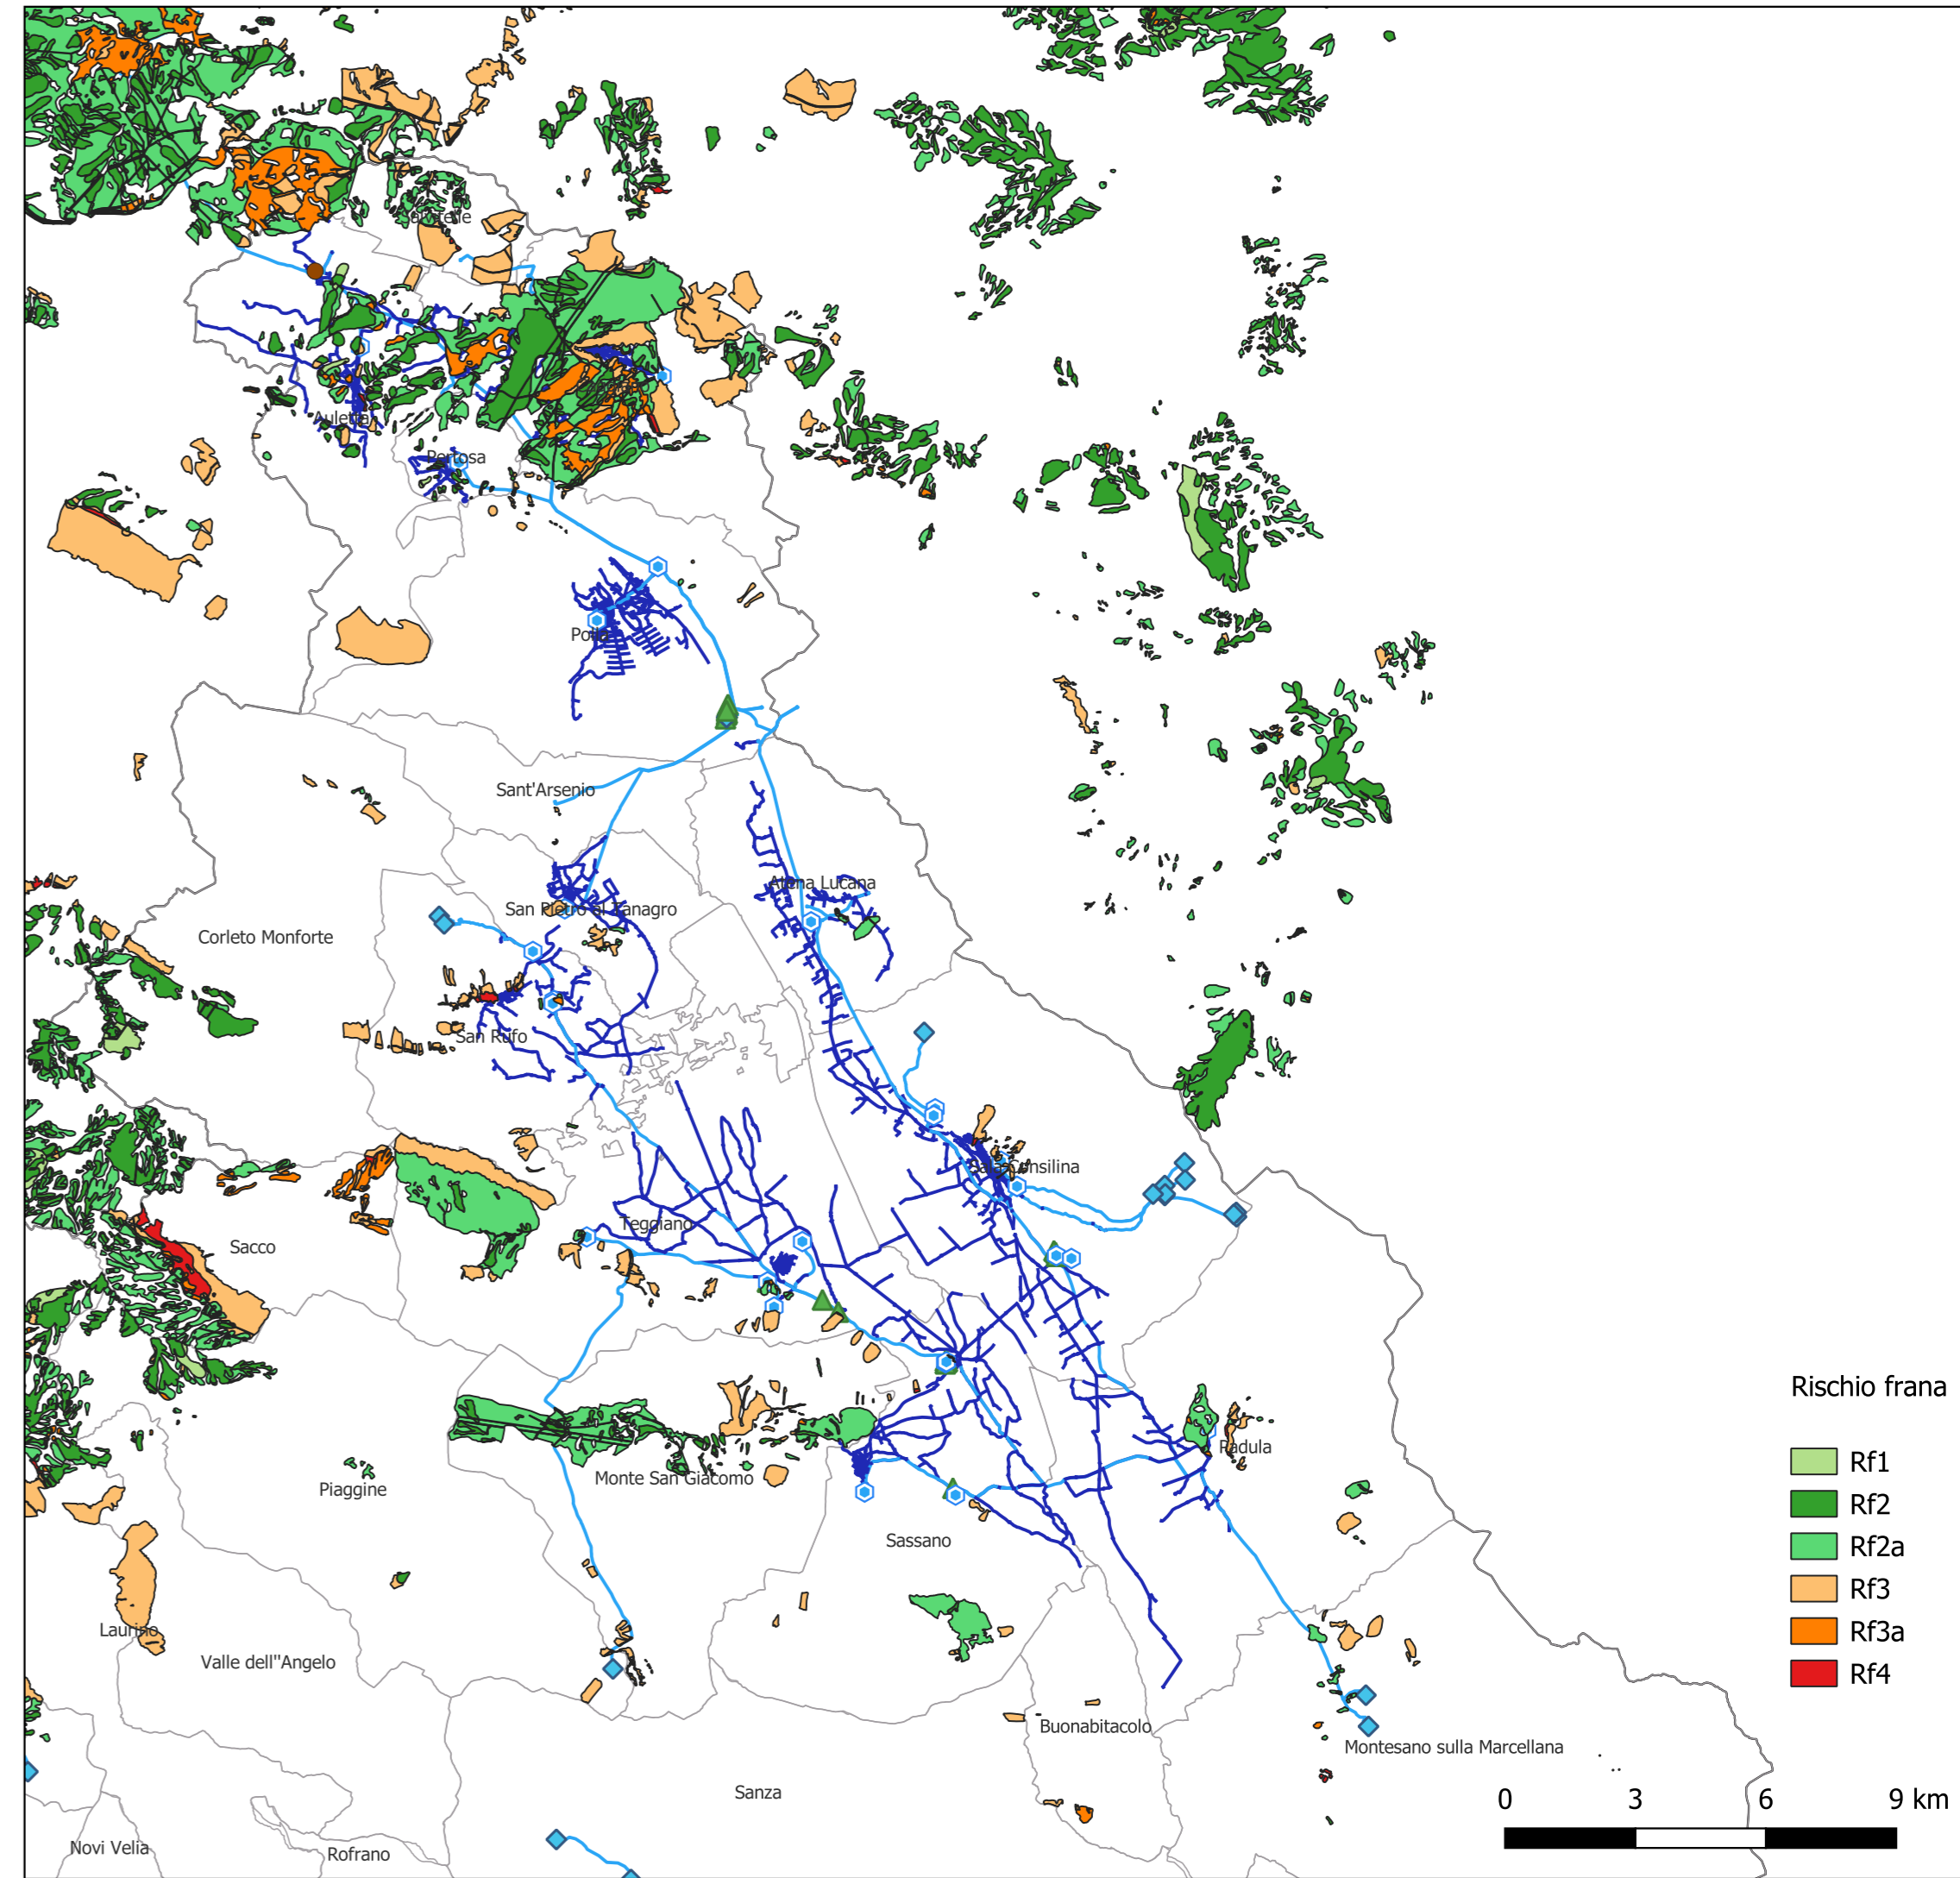 Auletta
Pertosa
Polla
Sant'Arsenio
Atena Lucana
San Pietro al Tanagro
Corleto Monforte
San Rufo
Sala Consilina
Teggiano
Sacco
Rischio frana
Padula
Rf1
Monte San Giacomo
Piaggine
Rf2
Sassano
Rf2a
Rf3
Laurino
Rf3a
Valle dell''Angelo
Rf4
Buonabitacolo
Montesano sulla Marcellana
Sanza
0 3 6 9 km
Novi Velia
Rofrano